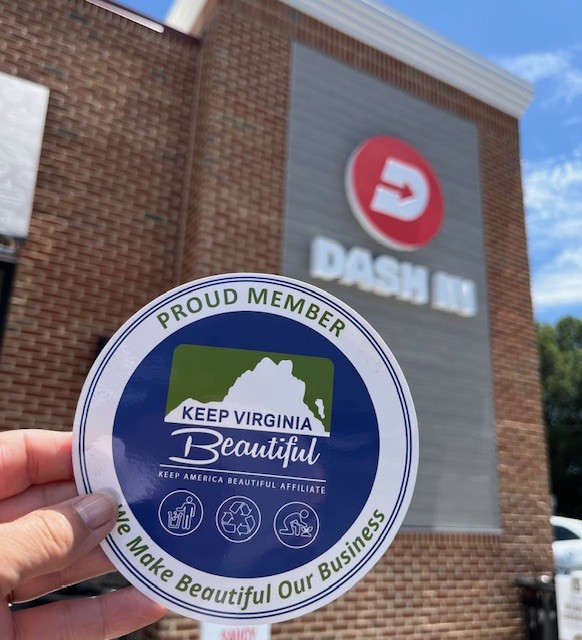 PROUD MEMBER
KEEP VIRGINIA
Beautiful
KEEP AMERICA BEAUTIFUL AFFILIATE
We Make Beautiful Our Business
DASH IN